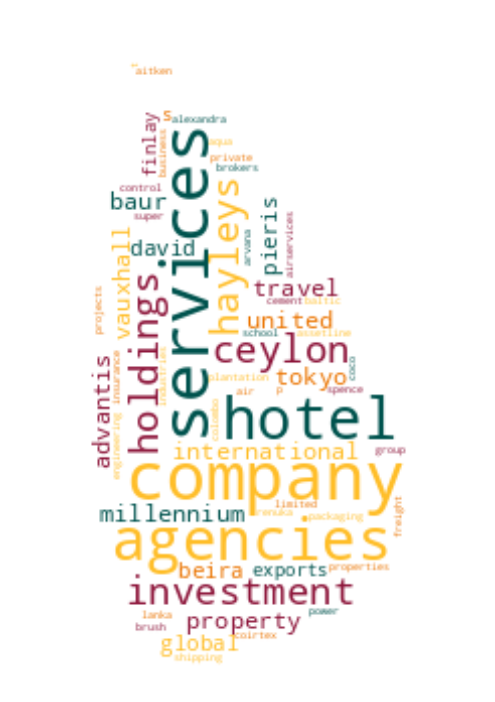 aitken
s
alexandra
finlay
business
services
aqua
private
brokers
control
baur
super
hayleys
pieris
airservices
arvana
david
vauxhall
travel
cement
baltic
holdings
projects
united
school
assetline
ceylon
industries
insurance
advantis
plantation
tokyo
coco
air
p
spence
hotel
colombo
engineering
international
group
company
limited
millennium
renuka
packaging
freight
agencies
beira
exports
properties
investment
lanka
power
brush
property
global
coirtex
shipping